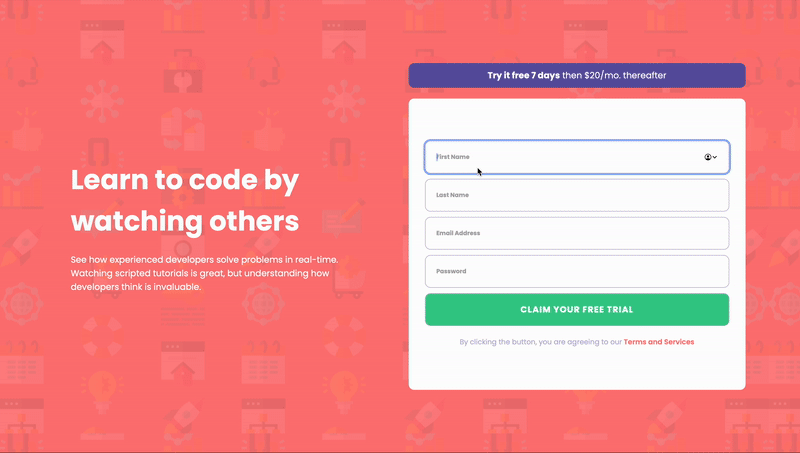 Try it free 7 days then $20/mo. thereafter
Learn to code by
watching others
See how experienced developers solve problems in real-time.
Watching scripted tutorials is great, but understanding how
developers think is invaluable.
First Name
Last Name
Email Address
Password
CLAIM YOUR FREE TRIAL
By clicking the button, you are agreeing to our Terms and Services